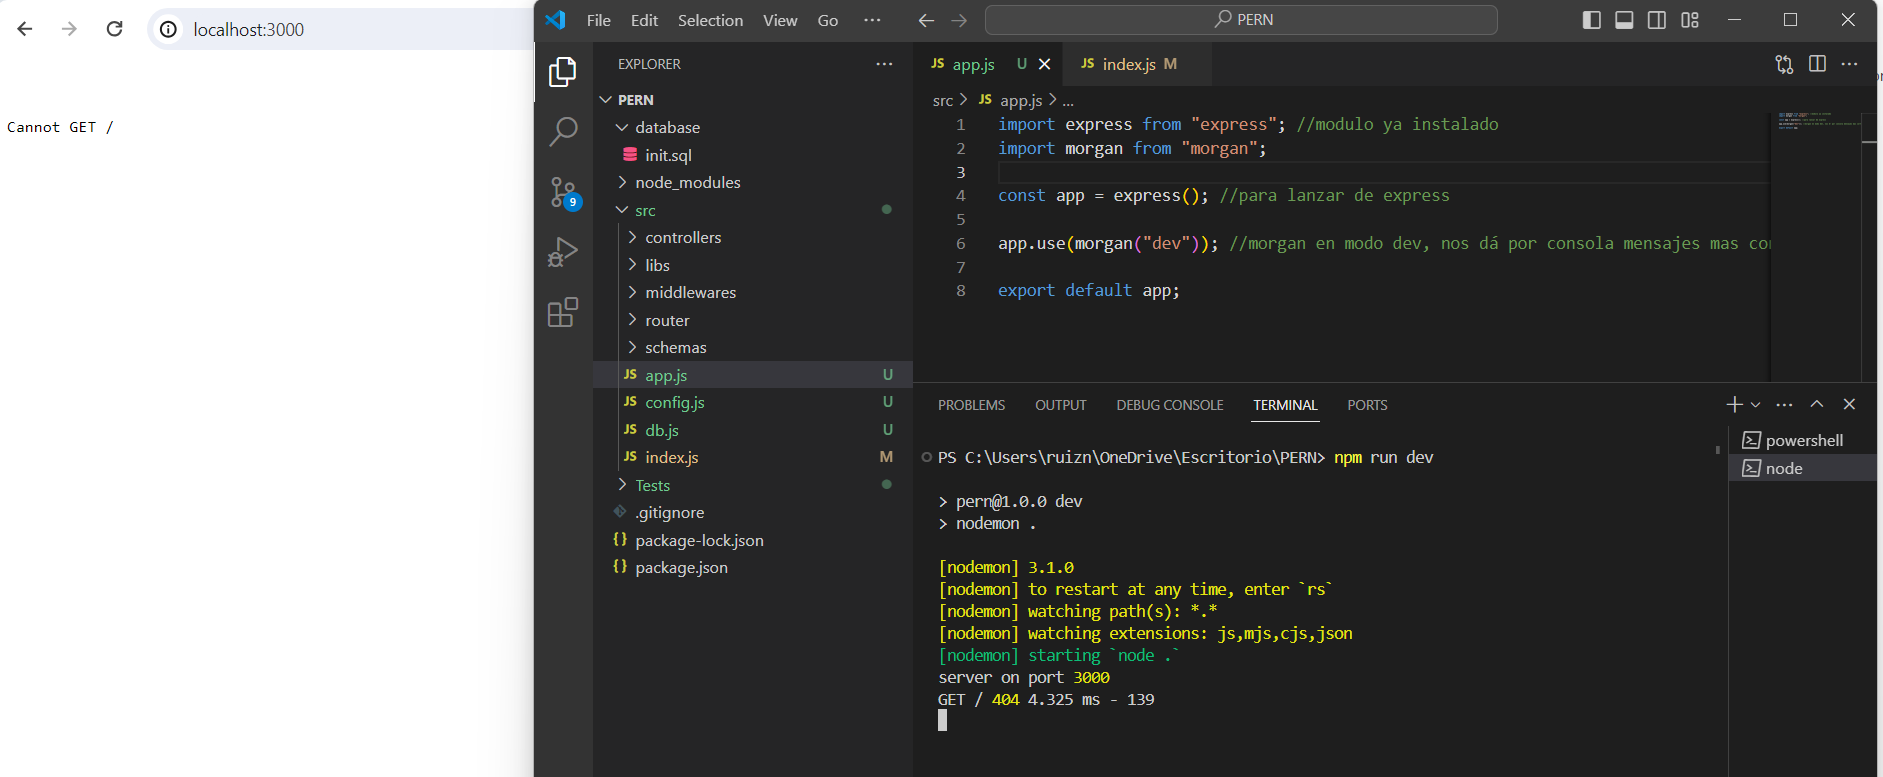 localhost:3000
Cannot GET /
File Edit Selection View Go ...
PERN
EXPLORER ...
PERN
database
init.sql
node_modules
src
controllers
libs
middlewares
router
schemas
JS app.js U
JS config.js U
JS db.js U
JS index.js M
Tests
.gitignore
{} package-lock.json
{} package.json
9
JS app.js U
JS index.js M
src > JS app.js > ...
1 import express from "express"; //modulo ya instalado
2 import morgan from "morgan";
3
4 const app = express(); //para lanzar de express
5
6 app.use(morgan("dev")); //morgan en modo dev, nos dá por consola mensajes mas
7
8 export default app;
PROBLEMS OUTPUT DEBUG CONSOLE TERMINAL PORTS
PS C:\Users\ruizn\OneDrive\Escritorio\PERN> npm run dev
> pern@1.0.0 dev
> nodemon .
[nodemon] 3.1.0
[nodemon] to restart at any time, enter `rs`
[nodemon] watching path(s): *.*
[nodemon] watching extensions: js,mjs,cjs,json
[nodemon] starting `node .`
server on port 3000
GET / 404 4.325 ms - 139
powershell
node